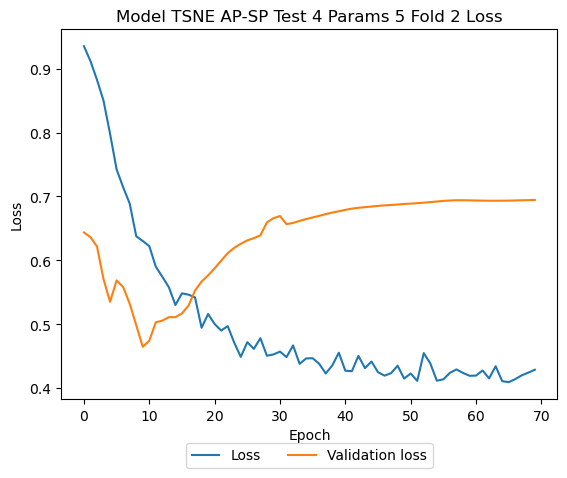 Model TSNE AP-SP Test 4 Params 5 Fold 2 Loss
0.9
0.8
0.7
0.6
0.5
0.4
Loss
0 10 20 30 40 50 60 70
Epoch
Loss Validation loss